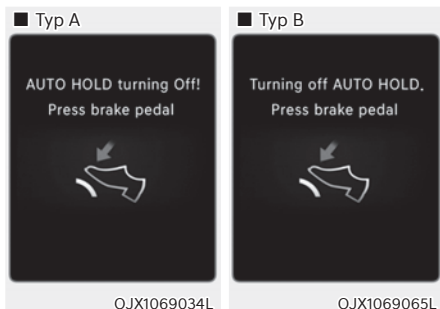 ■ Typ A
AUTO HOLD turning Off!
Press brake pedal
OJX1069034L
■ Typ B
Turning off AUTO HOLD.
Press brake pedal
OJX1069065L